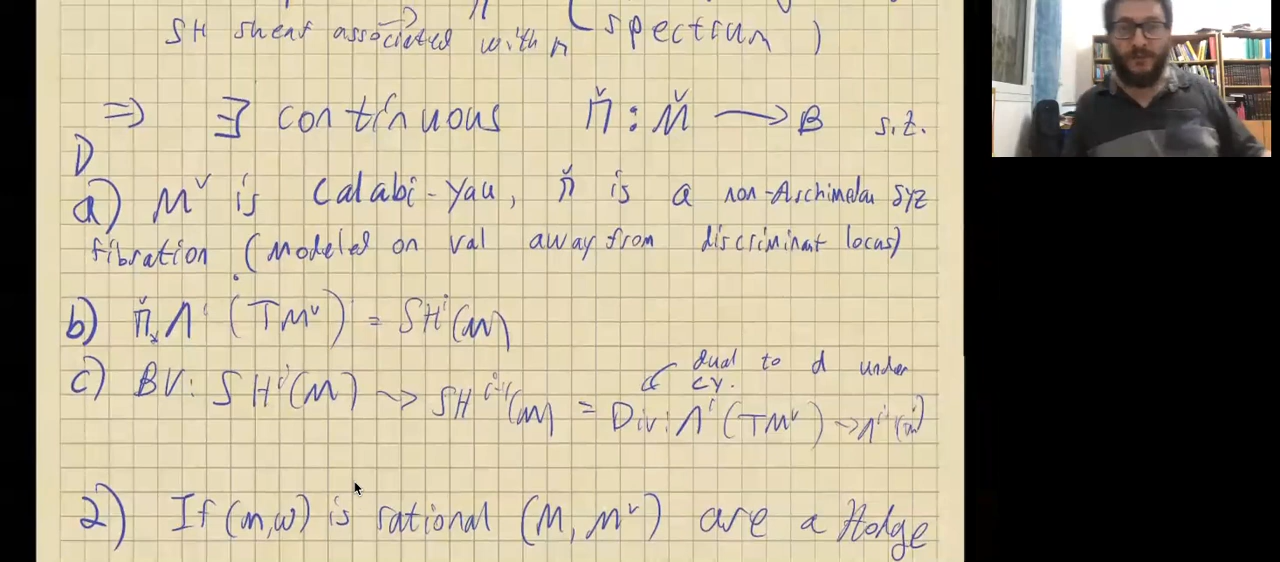 SH sheaf associated with π spectrum )
⇒ ∃ continuous π̌ : M̌ → B s.t.
1)
a) M^v is Calabi-Yau, π̌ is a non-Archimedean SYZ
fibration. (modeled on val away from discriminant locus)
b) π̌_* Λ^i (TM^v) = SH^i(M)
dual to d under
c) BV: SH^i(M) → SH^{i-1}(M) = Div: Λ^i (TM^v) → Λ^{i-1}
CY.
2) If (M,ω) is rational (M, M^v) are a Hodge